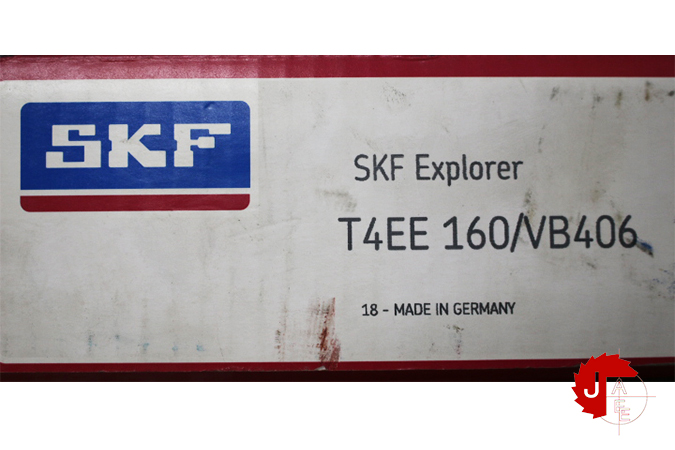 SKF
SKF Explorer
T4EE 160/VB406
18 - MADE IN GERMANY
J
A
E
E